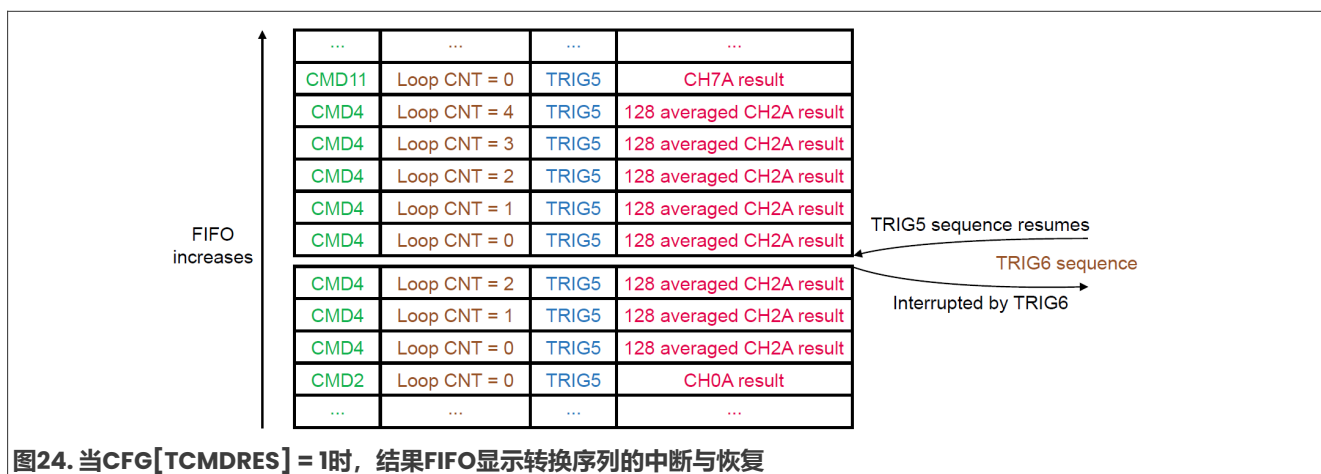 ... ... ... ...
CMD11 Loop CNT = 0 TRIG5 CH7A result
CMD4 Loop CNT = 4 TRIG5 128 averaged CH2A result
CMD4 Loop CNT = 3 TRIG5 128 averaged CH2A result
CMD4 Loop CNT = 2 TRIG5 128 averaged CH2A result
CMD4 Loop CNT = 1 TRIG5 128 averaged CH2A result
CMD4 Loop CNT = 0 TRIG5 128 averaged CH2A result
CMD4 Loop CNT = 2 TRIG5 128 averaged CH2A result
CMD4 Loop CNT = 1 TRIG5 128 averaged CH2A result
CMD4 Loop CNT = 0 TRIG5 128 averaged CH2A result
CMD2 Loop CNT = 0 TRIG5 CH0A result
... ... ... ...
FIFO
increases
TRIG5 sequence resumes
TRIG6 sequence
Interrupted by TRIG6
图24. 当CFG[TCMDRES] = 1时，结果FIFO显示转换序列的中断与恢复